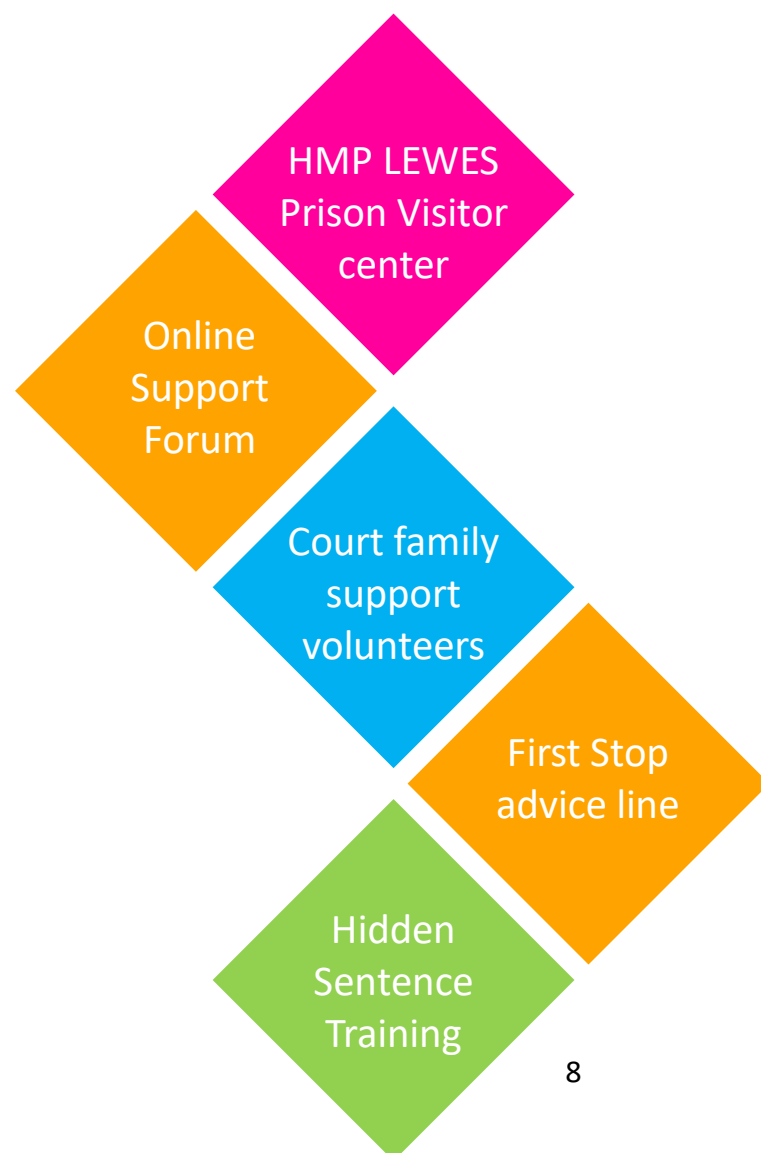 HMP LEWES
Prison Visitor
center
Online
Support
Forum
Court family
support
volunteers
First Stop
advice line
Hidden
Sentence
Training
8